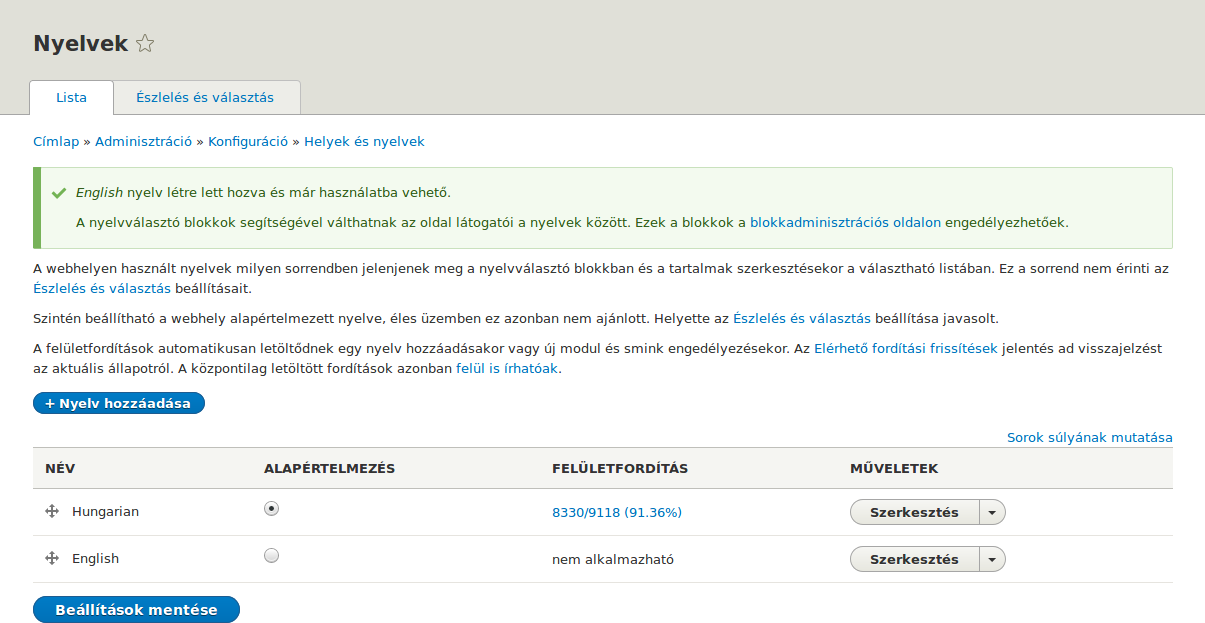 Nyelvek
Lista
Észlelés és választás
Címlap » Adminisztráció » Konfiguráció » Helyek és nyelvek
English nyelv létre lett hozva és már használatba vehető.
A nyelvválasztó blokkok segítségével válthatnak az oldal látogatói a nyelvek között. Ezek a blokkok a blokkadminisztrációs oldalon engedélyezhetőek.
A webhelyen használt nyelvek milyen sorrendben jelenjenek meg a nyelvválasztó blokkban és a tartalmak szerkesztésekor a választható listában. Ez a sorrend nem érinti az
Észlelés és választás beállításait.
Szintén beállítható a webhely alapértelmezett nyelve, éles üzemben ez azonban nem ajánlott. Helyette az Észlelés és választás beállítása javasolt.
A felületfordítások automatikusan letöltődnek egy nyelv hozzáadásakor vagy új modul és smink engedélyezésekor. Az Elérhető fordítási frissítések jelentés ad visszajelzést
az aktuális állapotról. A központilag letöltött fordítások azonban felül is írhatóak.
+ Nyelv hozzáadása
Sorok súlyának mutatása
NÉV ALAPÉRTELMEZÉS FELÜLETFORDÍTÁS MŰVELETEK
Hungarian 8330/9118 (91.36%) Szerkesztés
English nem alkalmazható Szerkesztés
Beállítások mentése